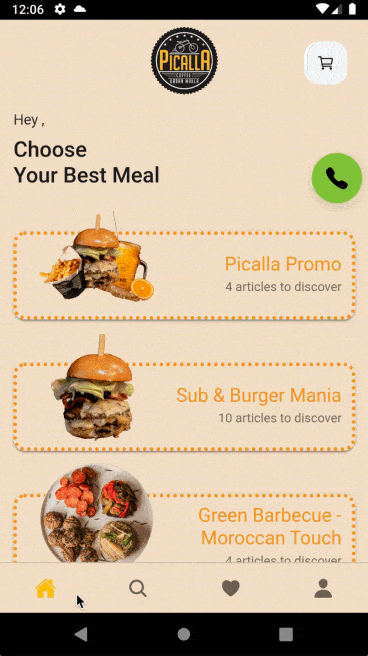 12:06
PICALLA
COFFEE
URBAN MEALS
Hey ,
Choose
Your Best Meal
Picalla Promo
4 articles to discover
Sub & Burger Mania
10 articles to discover
Green Barbecue -
Moroccan Touch
4 articles to discover